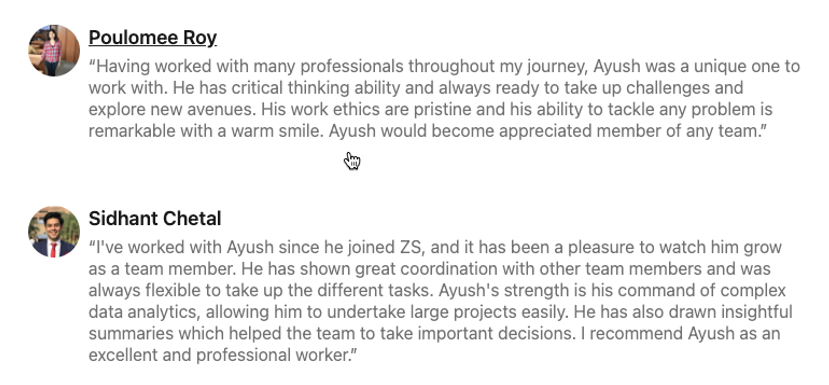 Poulomee Roy
“Having worked with many professionals throughout my journey, Ayush was a unique one to
work with. He has critical thinking ability and always ready to take up challenges and
explore new avenues. His work ethics are pristine and his ability to tackle any problem is
remarkable with a warm smile. Ayush would become appreciated member of any team.”
Sidhant Chetal
“I've worked with Ayush since he joined ZS, and it has been a pleasure to watch him grow
as a team member. He has shown great coordination with other team members and was
always flexible to take up the different tasks. Ayush's strength is his command of complex
data analytics, allowing him to undertake large projects easily. He has also drawn insightful
summaries which helped the team to take important decisions. I recommend Ayush as an
excellent and professional worker.”